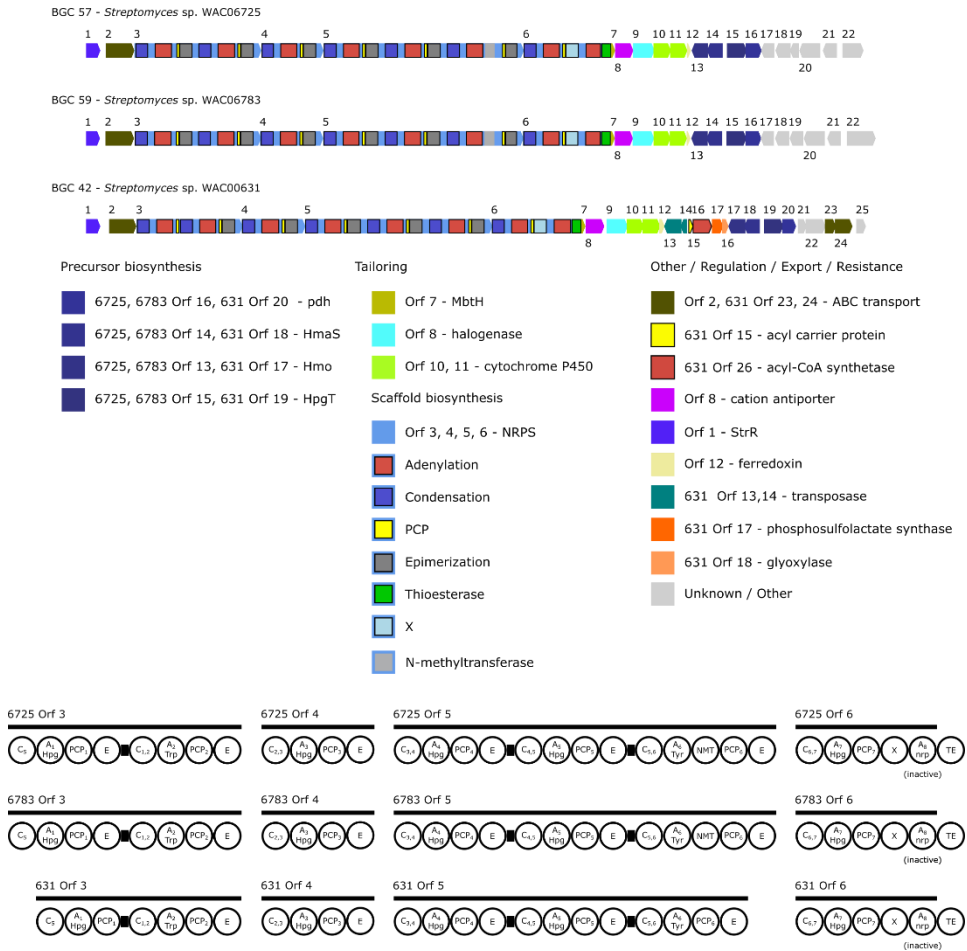 BGC 57 - Streptomyces sp. WAC06725
1 2 3 4 5 6 7 9 10 11 12 14 15 16 17 18 19 21 22
8 13 20
BGC 59 - Streptomyces sp. WAC06783
1 2 3 4 5 6 7 9 10 11 12 14 15 16 17 18 19 21 22
8 13 20
BGC 42 - Streptomyces sp. WAC00631
1 2 3 4 5 6 7 9 10 11 12 14 16 17 17 18 19 20 21 23 25
8 13 15 16 22 24
Precursor biosynthesis
6725, 6783 Orf 16, 631 Orf 20 - pdh
6725, 6783 Orf 14, 631 Orf 18 - HmaS
6725, 6783 Orf 13, 631 Orf 17 - Hmo
6725, 6783 Orf 15, 631 Orf 19 - HpgT
Tailoring
Orf 7 - MbtH
Orf 8 - halogenase
Orf 10, 11 - cytochrome P450
Scaffold biosynthesis
Orf 3, 4, 5, 6 - NRPS
Adenylation
Condensation
PCP
Epimerization
Thioesterase
X
N-methyltransferase
Other / Regulation / Export / Resistance
Orf 2, 631 Orf 23, 24 - ABC transport
631 Orf 15 - acyl carrier protein
631 Orf 26 - acyl-CoA synthetase
Orf 8 - cation antiporter
Orf 1 - StrR
Orf 12 - ferredoxin
631 Orf 13,14 - transposase
631 Orf 17 - phosphosulfolactate synthase
631 Orf 18 - glyoxylase
Unknown / Other
6725 Orf 3 6725 Orf 4 6725 Orf 5 6725 Orf 6
CS A1 Hpg PCP1 E C1,2 A2 Trp PCP2 E C2,3 A3 Hpg PCP3 E C3,4 A4 Hpg PCP4 E C4,5 A5 Hpg PCP5 E C5,6 A6 Tyr NMT PCP6 E C6,7 A7 Hpg PCP7 X A8 nrp TE
(inactive)
6783 Orf 3 6783 Orf 4 6783 Orf 5 6783 Orf 6
CS A1 Hpg PCP1 E C1,2 A2 Trp PCP2 E C2,3 A3 Hpg PCP3 E C3,4 A4 Hpg PCP4 E C4,5 A5 Hpg PCP5 E C5,6 A6 Tyr NMT PCP6 E C6,7 A7 Hpg PCP7 X A8 nrp TE
(inactive)
631 Orf 3 631 Orf 4 631 Orf 5 631 Orf 6
CS A1 Hpg PCP1 C1,2 A2 Trp PCP2 E C2,3 A3 Hpg PCP3 E C3,4 A4 Hpg PCP4 E C4,5 A5 Hpg PCP5 E C5,6 A6 Tyr PCP6 E C6,7 A7 Hpg PCP7 X A8 nrp TE
(inactive)